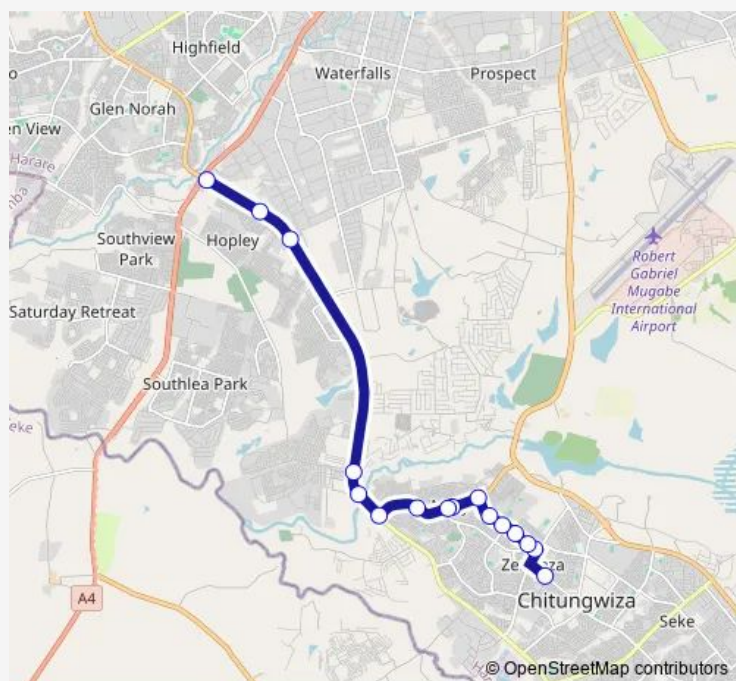 Highfield
Waterfalls
Prospect
Glen Norah
en View
Harare
Southview
Park
Hopley
Robert
Gabriel
Mugabe
International
Airport
Saturday Retreat
Southlea Park
Chitungwiza
Seke
A4
© OpenStreetMap contributors